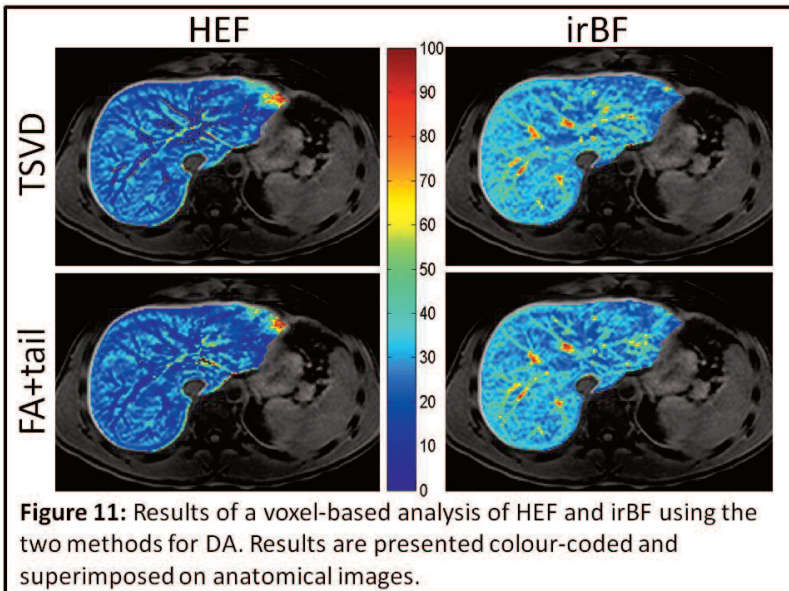 HEF
irBF
TSVD
100
90
80
70
60
50
40
30
20
10
0
FA+tail
Figure 11: Results of a voxel-based analysis of HEF and irBF using the
two methods for DA. Results are presented colour-coded and
superimposed on anatomical images.